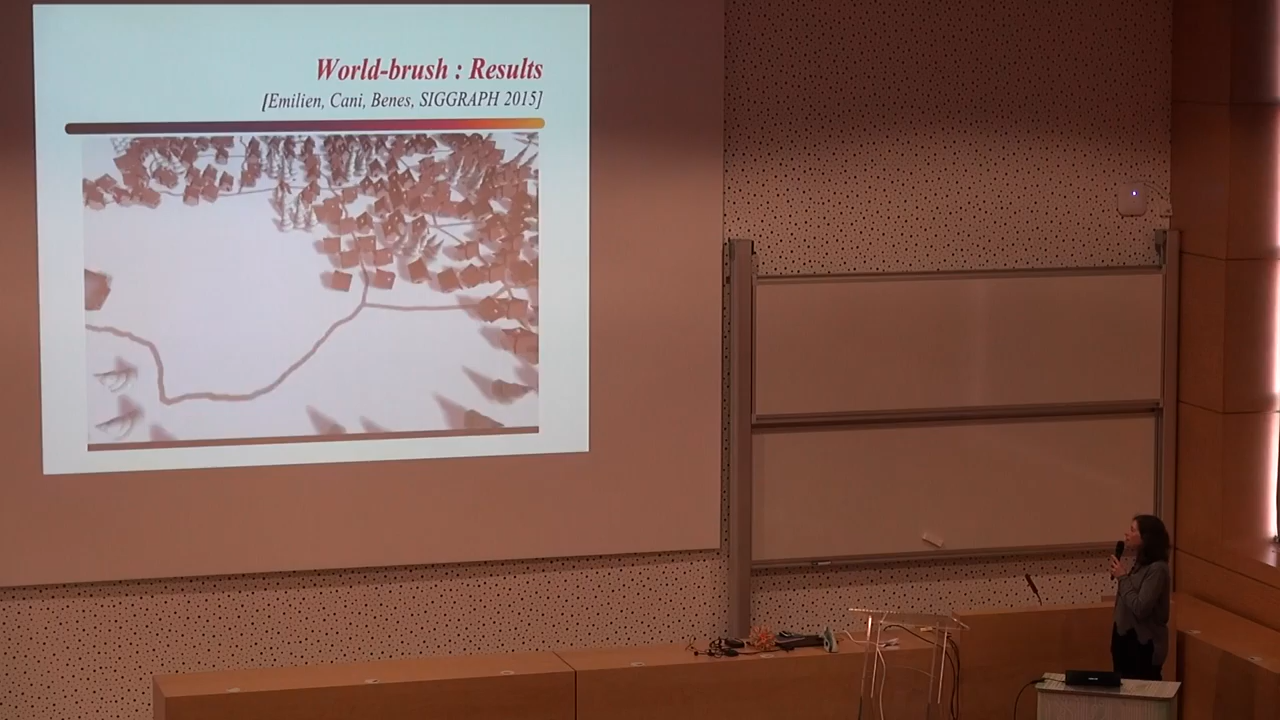 World-brush : Results
[Emilien, Cani, Benes, SIGGRAPH 2015]